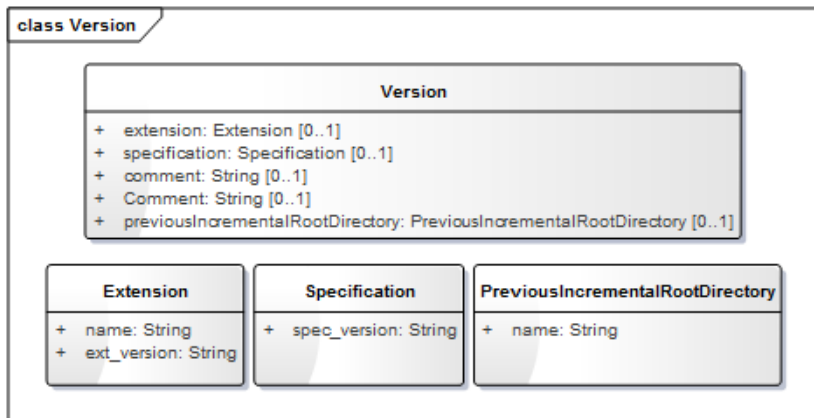 class Version
Version
+ extension: Extension [0..1]
+ specification: Specification [0..1]
+ comment: String [0..1]
+ Comment: String [0..1]
+ previousIncrementalRootDirectory: PreviousIncrementalRootDirectory [0..1]
Extension
+ name: String
+ ext_version: String
Specification
+ spec_version: String
PreviousIncrementalRootDirectory
+ name: String